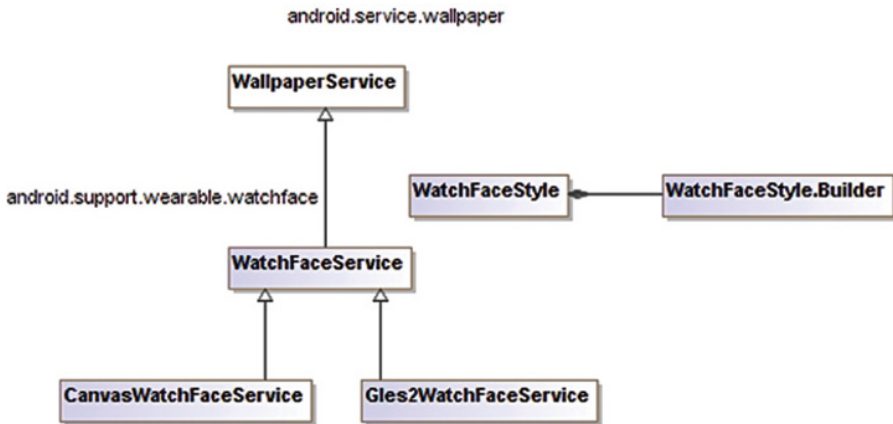 android.service.wallpaper
WallpaperService
android.support.wearable.watchface
WatchFaceStyle
WatchFaceStyle.Builder
WatchFaceService
CanvasWatchFaceService
Gles2WatchFaceService